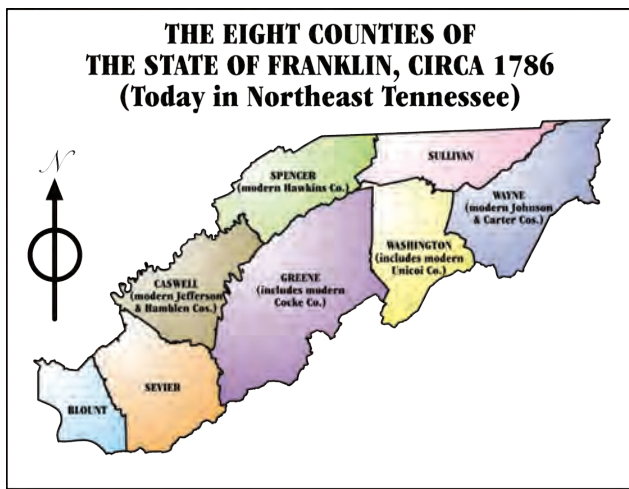 THE EIGHT COUNTIES OF
THE STATE OF FRANKLIN, CIRCA 1786
(Today in Northeast Tennessee)
N
SULLIVAN
SPENCER
(modern Hawkins Co.)
WAYNE
(modern Johnson
& Carter Cos.)
WASHINGTON
(includes modern
Unicoi Co.)
GREENE
(includes modern
Cocke Co.)
CASWELL
(modern Jefferson
& Hamblen Cos.)
SEVIER
BLOUNT